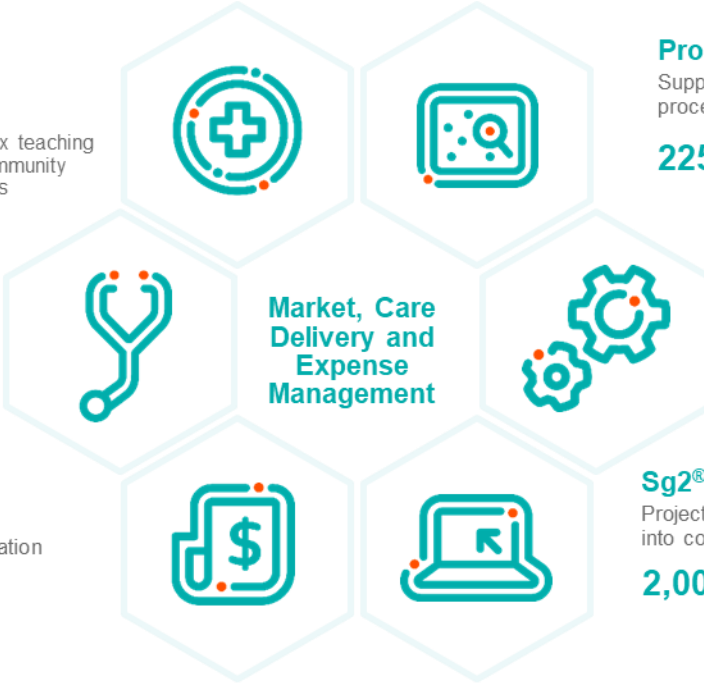 x teaching
mmunity
s
Market, Care
Delivery and
Expense
Management
ation
Pro
Supp
proce
225
Sg2®
Project
into co
2,00
$